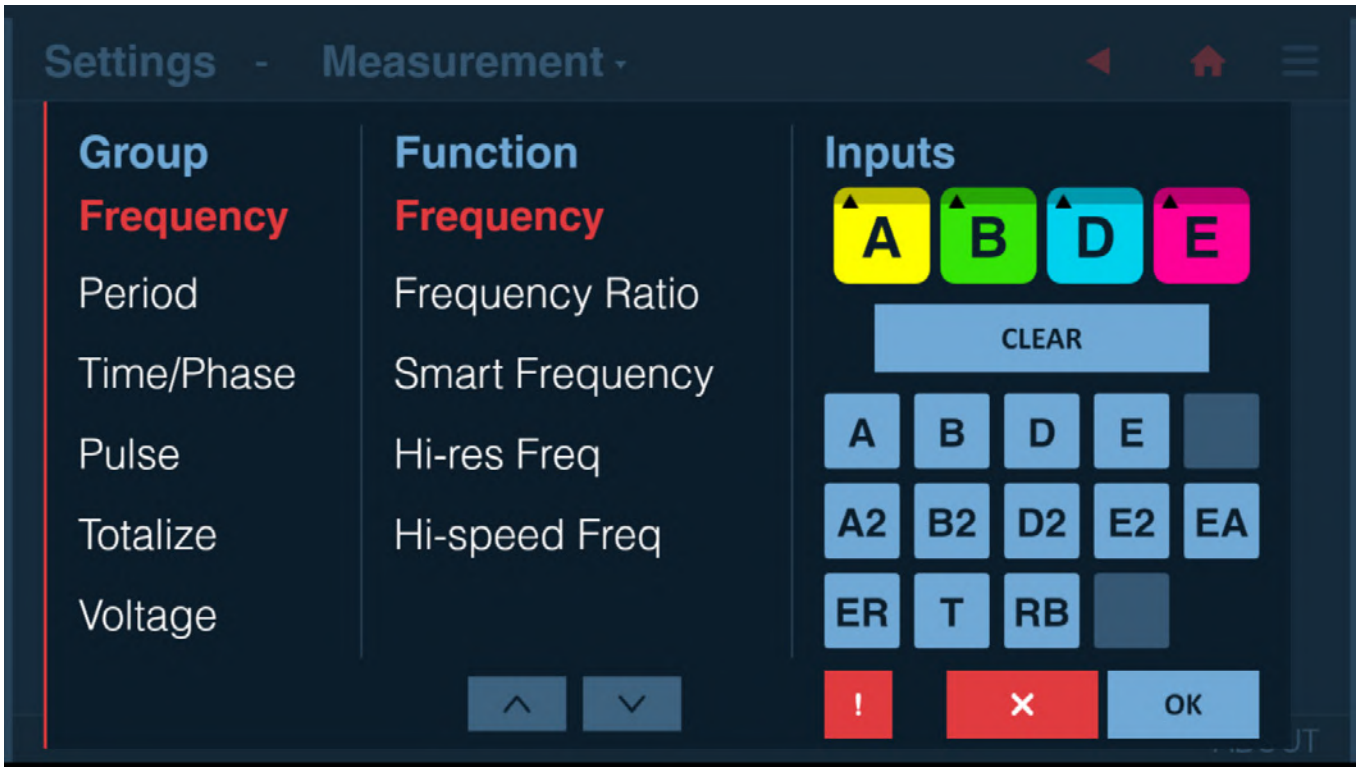 Settings - Measurement
Group
Frequency
Period
Time/Phase
Pulse
Totalize
Voltage
Function
Frequency
Frequency Ratio
Smart Frequency
Hi-res Freq
Hi-speed Freq
Inputs
A B D E
CLEAR
A B D E
A2 B2 D2 E2 EA
ER T RB
! OK
ABOUT